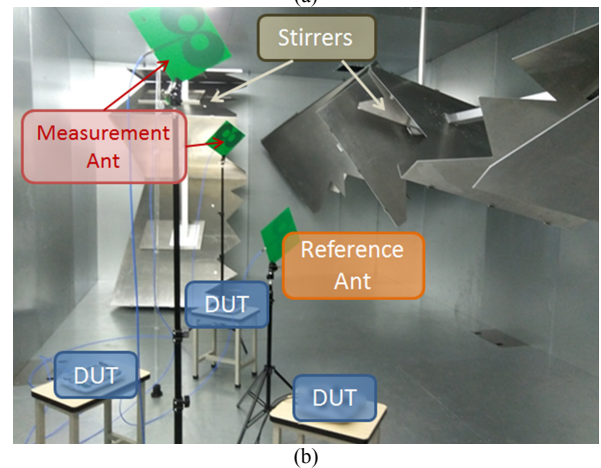 (a)
Stirrers
Measurement
Ant
Reference
Ant
DUT
DUT
DUT
(b)